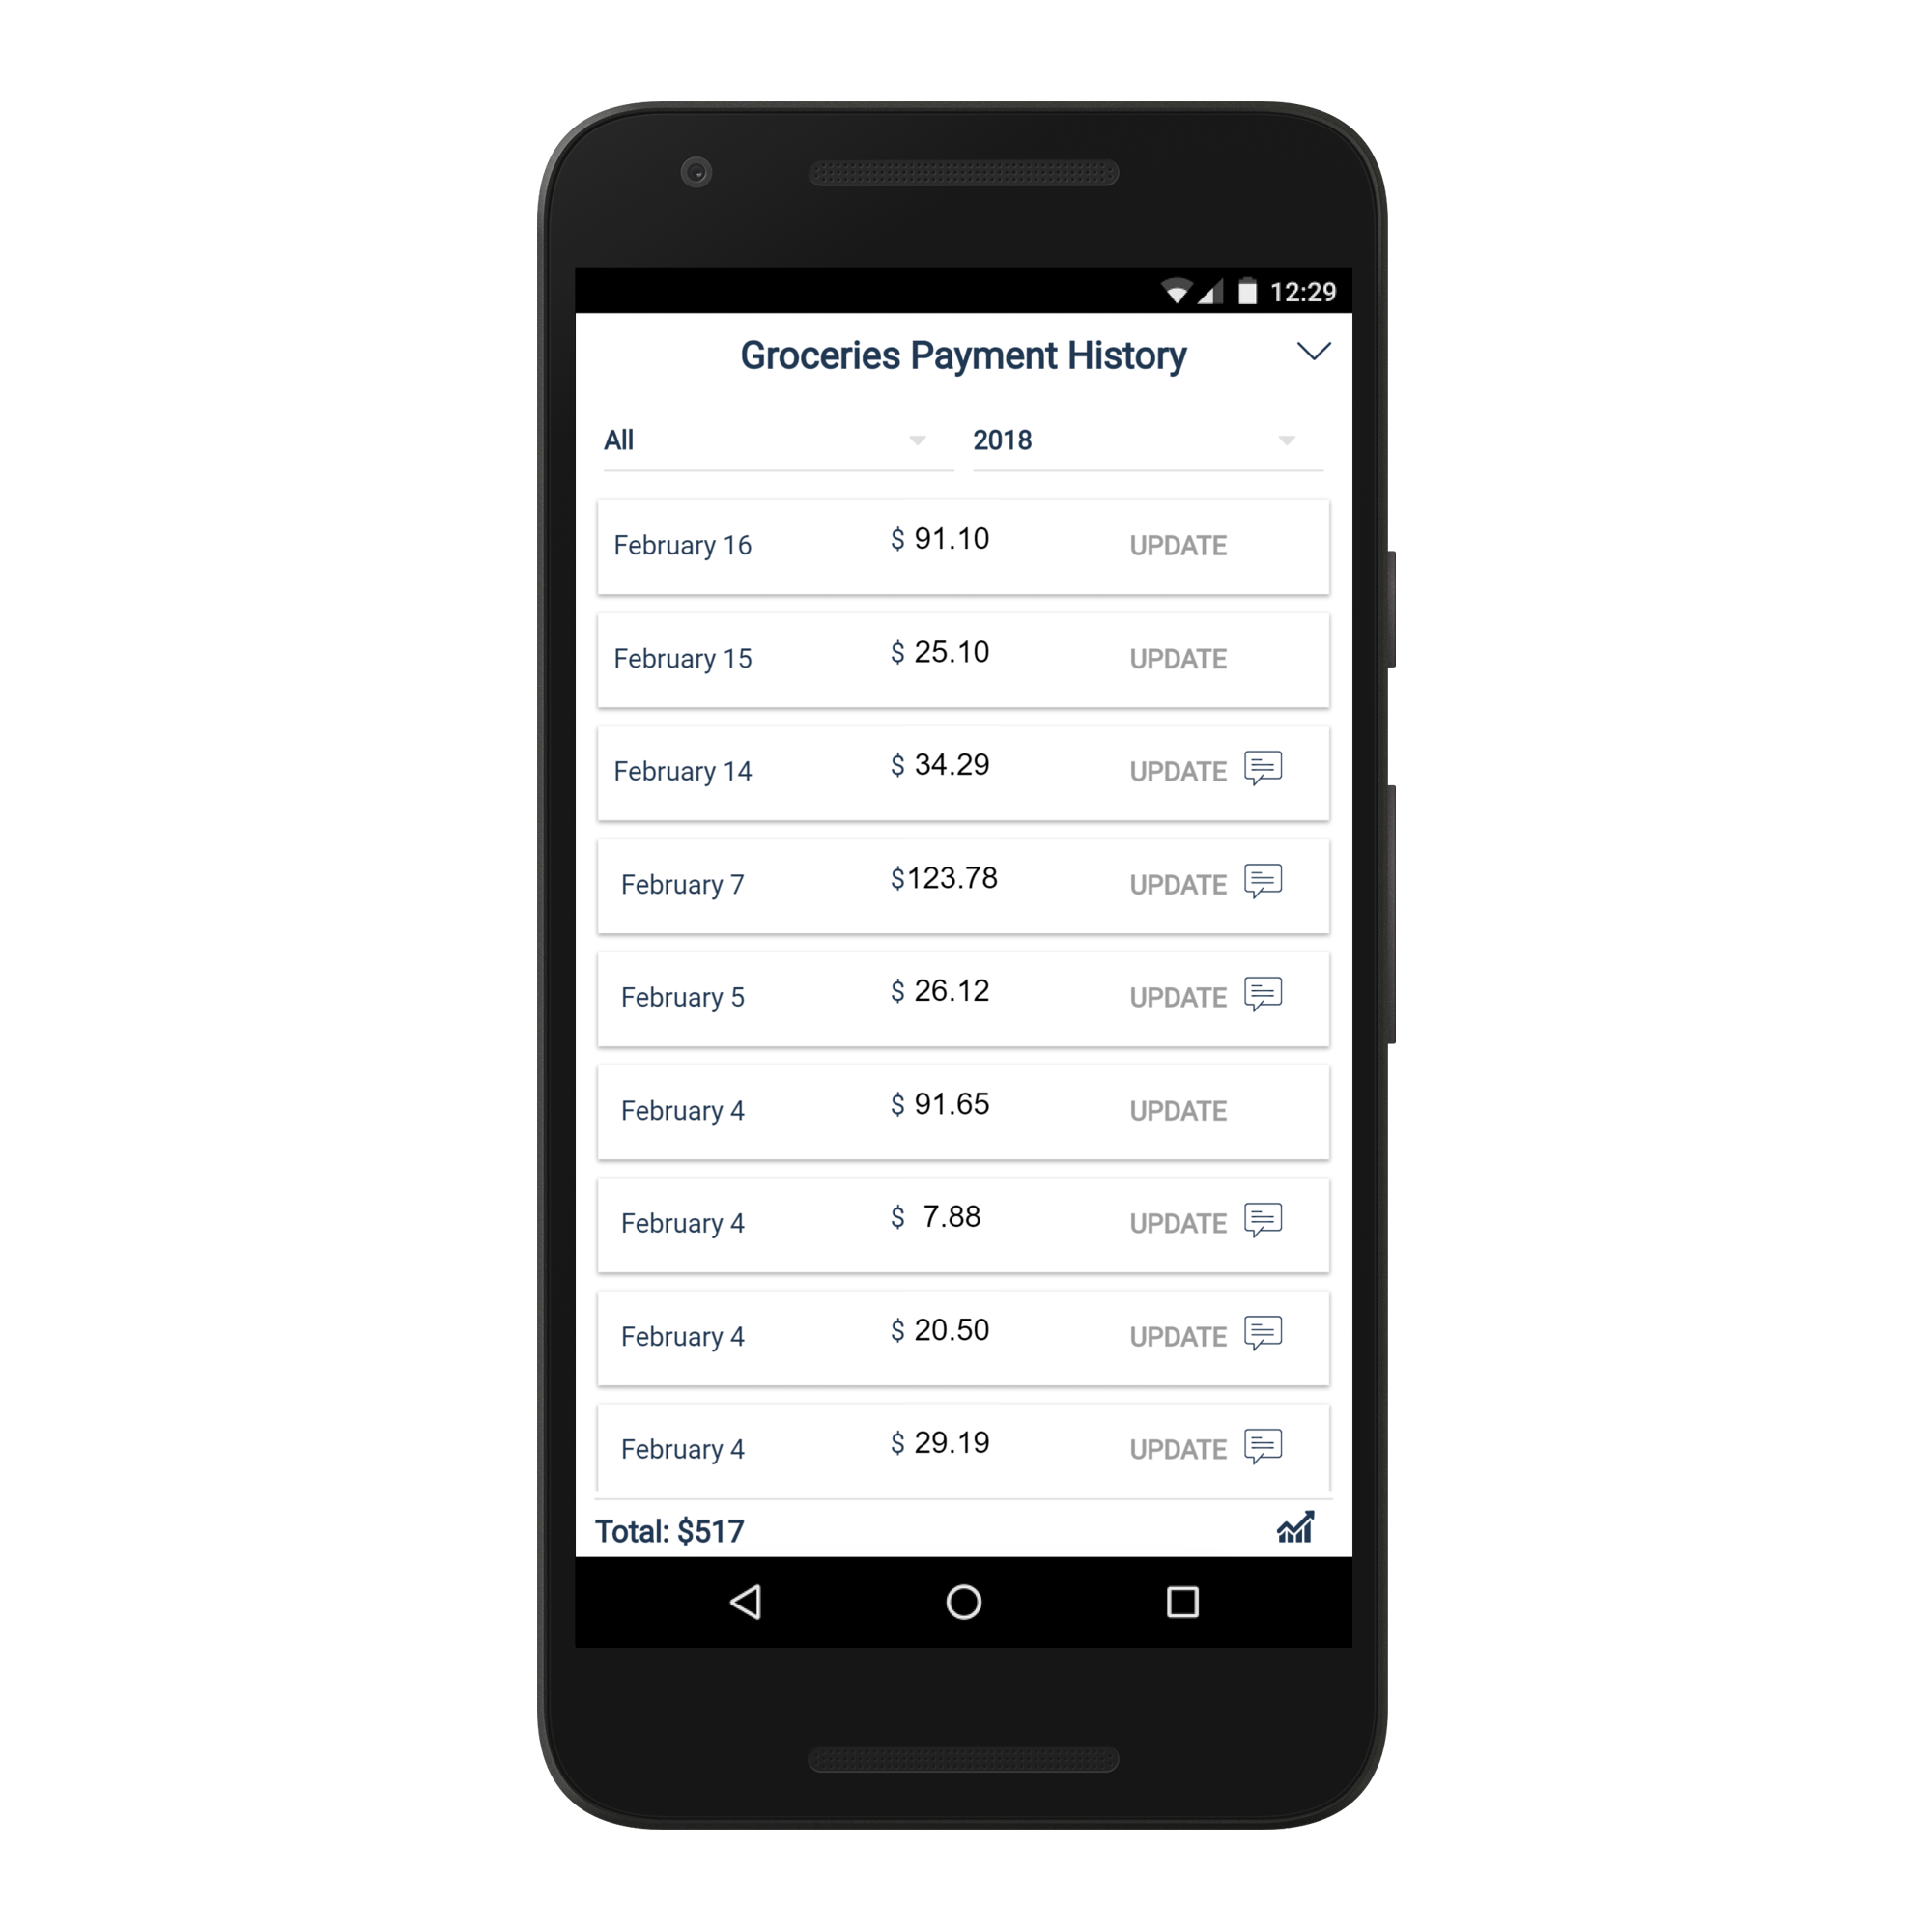 12:29
Groceries Payment History
All 2018
February 16 $ 91.10 UPDATE
February 15 $ 25.10 UPDATE
February 14 $ 34.29 UPDATE
February 7 $123.78 UPDATE
February 5 $ 26.12 UPDATE
February 4 $ 91.65 UPDATE
February 4 $ 7.88 UPDATE
February 4 $ 20.50 UPDATE
February 4 $ 29.19 UPDATE
Total: $517